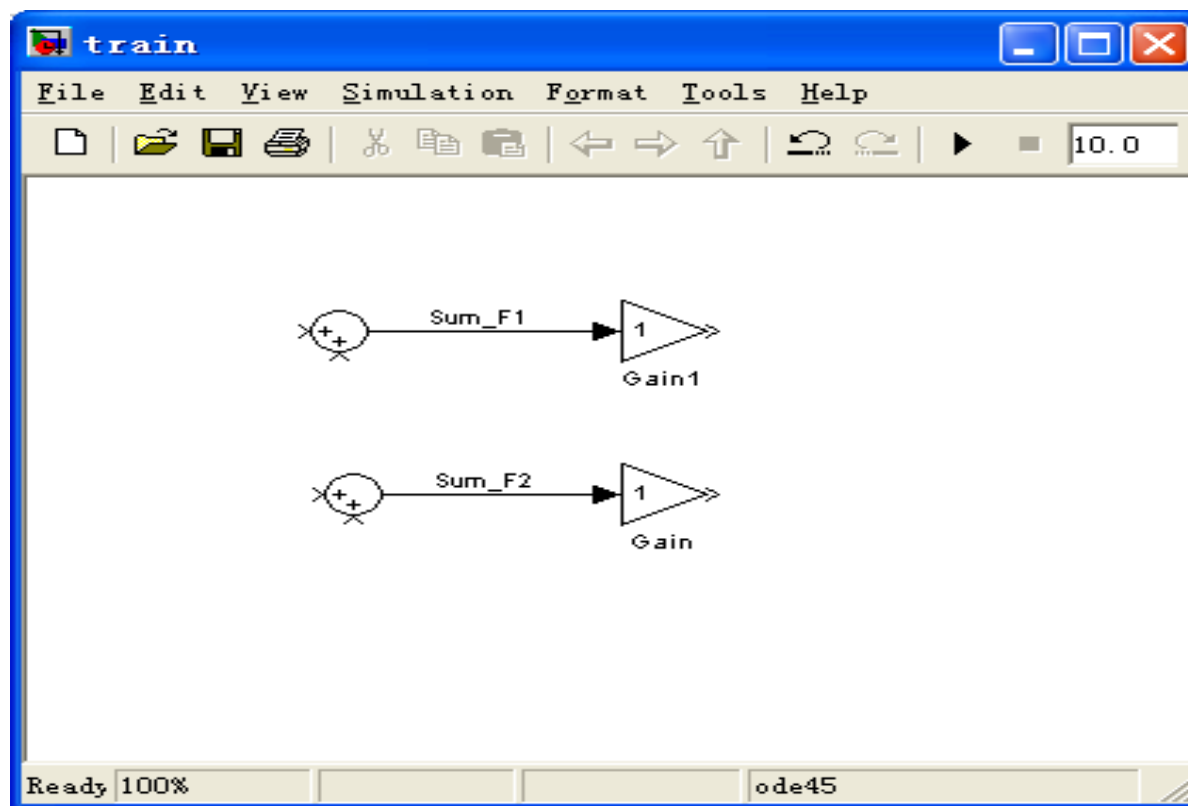 train
File Edit View Simulation Format Tools Help
10.0
Sum_F1
++
1
Gain1
Sum_F2
++
1
Gain
Ready 100% ode45